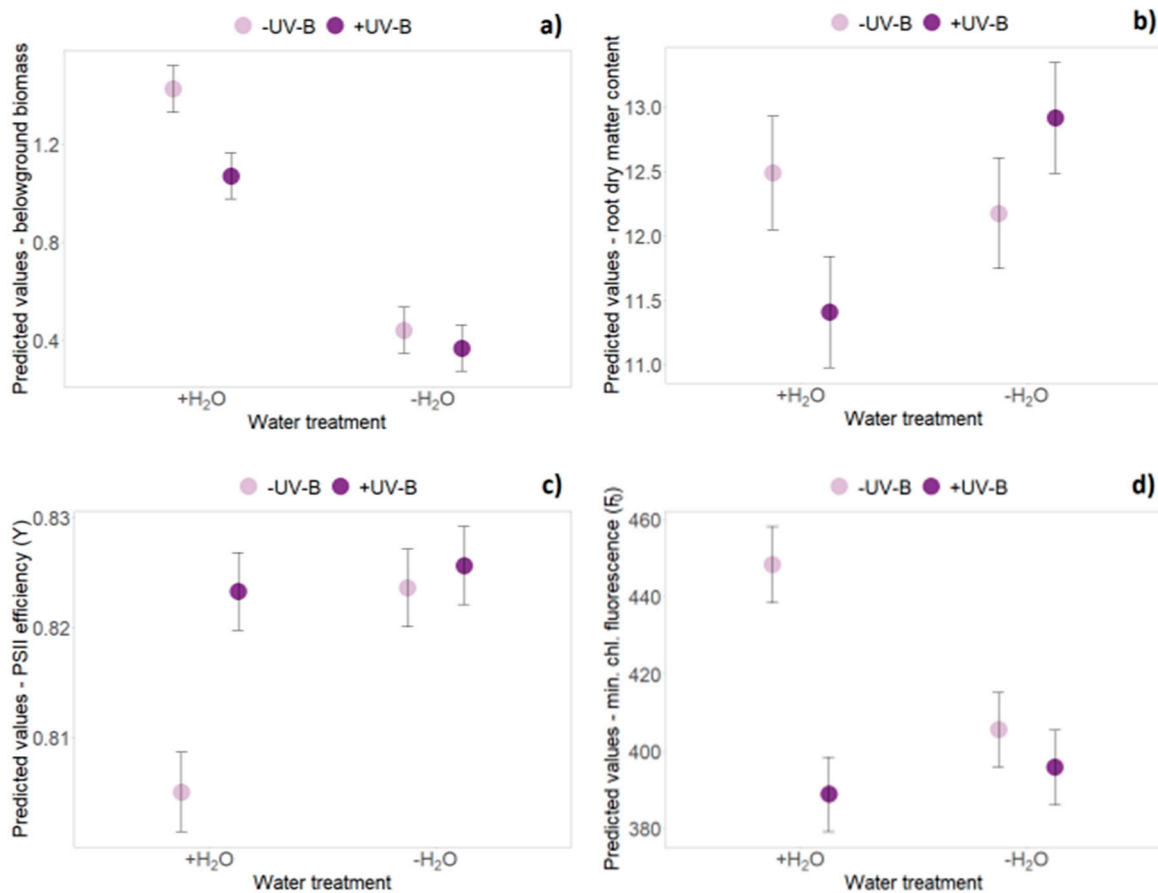 -UV-B +UV-B
a)
Predicted values - belowground biomass
1.2
0.8
0.4
+H₂O
-H₂O
Water treatment
-UV-B +UV-B
b)
Predicted values - root dry matter content
13.0
12.5
12.0
11.5
11.0
+H₂O
-H₂O
Water treatment
-UV-B +UV-B
c)
Predicted values - PSII efficiency (Y)
0.83
0.82
0.81
+H₂O
-H₂O
Water treatment
-UV-B +UV-B
d)
Predicted values - min. chl. fluorescence (F₀)
460
440
420
400
380
+H₂O
-H₂O
Water treatment